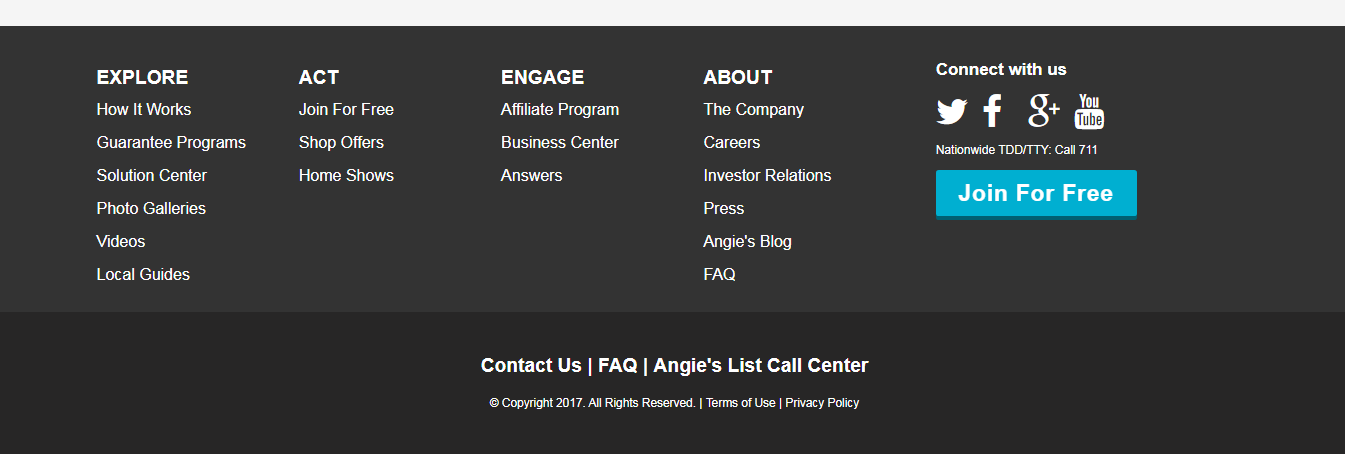 EXPLORE
How It Works
Guarantee Programs
Solution Center
Photo Galleries
Videos
Local Guides
ACT
Join For Free
Shop Offers
Home Shows
ENGAGE
Affiliate Program
Business Center
Answers
ABOUT
The Company
Careers
Investor Relations
Press
Angie's Blog
FAQ
Connect with us
g+ You
Tube
Nationwide TDD/TTY: Call 711
Join For Free
Contact Us | FAQ | Angie's List Call Center
© Copyright 2017. All Rights Reserved. | Terms of Use | Privacy Policy